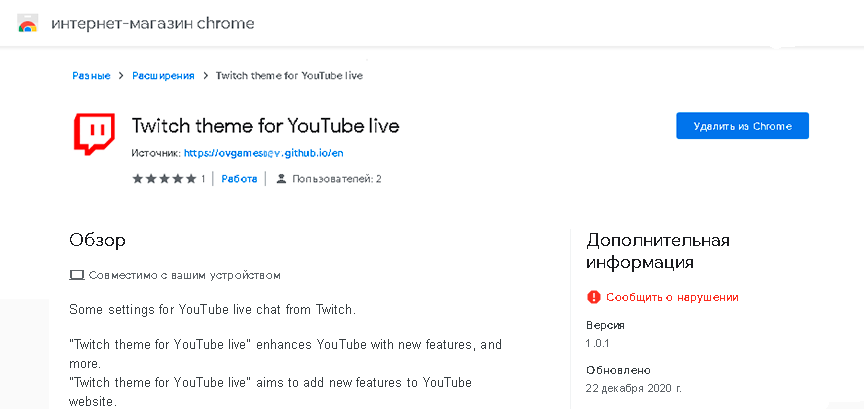 интернет-магазин chrome
Разные > Расширения > Twitch theme for YouTube live
Twitch theme for YouTube live
Удалить из Chrome
Источник: https://ovgamesdev.github.io/en
★★★★★ 1 | Работа | Пользователей: 2
Обзор
Совместимо с вашим устройством
Some settings for YouTube live chat from Twitch.
"Twitch theme for YouTube live" enhances YouTube with new features, and
more.
"Twitch theme for YouTube live" aims to add new features to YouTube
website.
Дополнительная
информация
Сообщить о нарушении
Версия
1.0.1
Обновлено
22 декабря 2020 г.